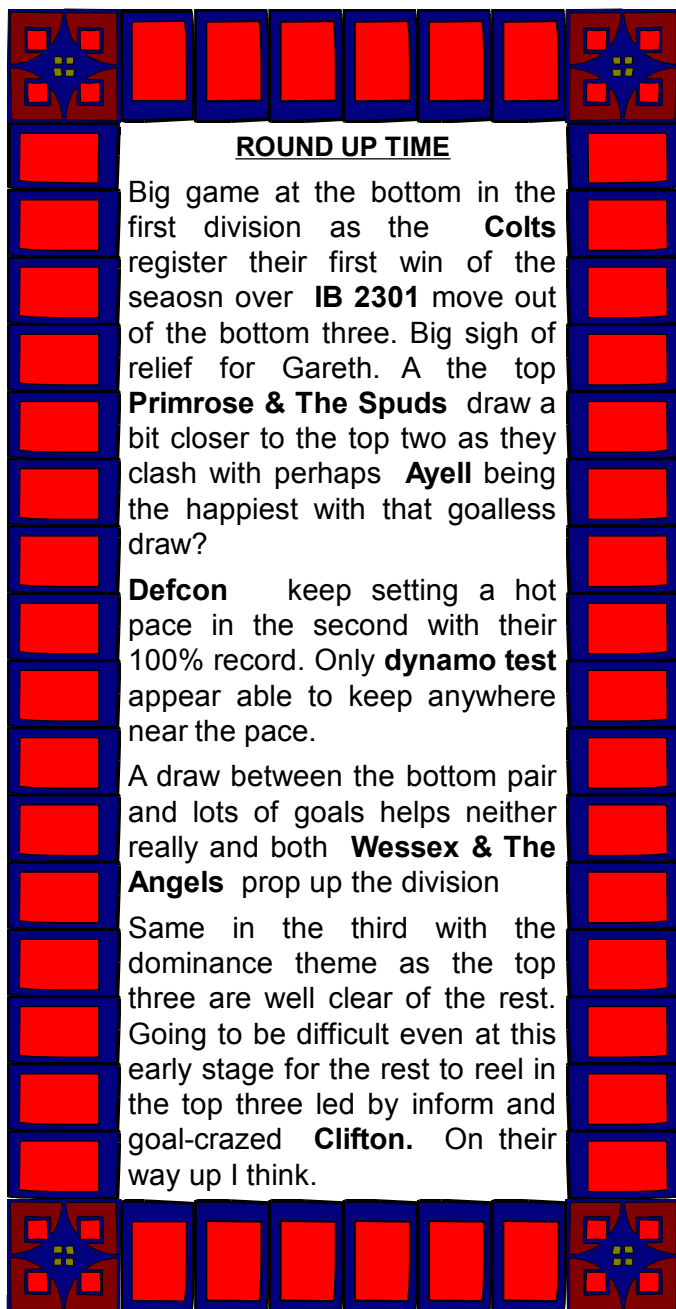 ROUND UP TIME
Big game at the bottom in the
first division as the Colts
register their first win of the
seaosn over IB 2301 move out
of the bottom three. Big sigh of
relief for Gareth. A the top
Primrose & The Spuds draw a
bit closer to the top two as they
clash with perhaps Ayell being
the happiest with that goalless
draw?
Defcon keep setting a hot
pace in the second with their
100% record. Only dynamo test
appear able to keep anywhere
near the pace.
A draw between the bottom pair
and lots of goals helps neither
really and both Wessex & The
Angels prop up the division
Same in the third with the
dominance theme as the top
three are well clear of the rest.
Going to be difficult even at this
early stage for the rest to reel in
the top three led by inform and
goal-crazed Clifton. On their
way up I think.